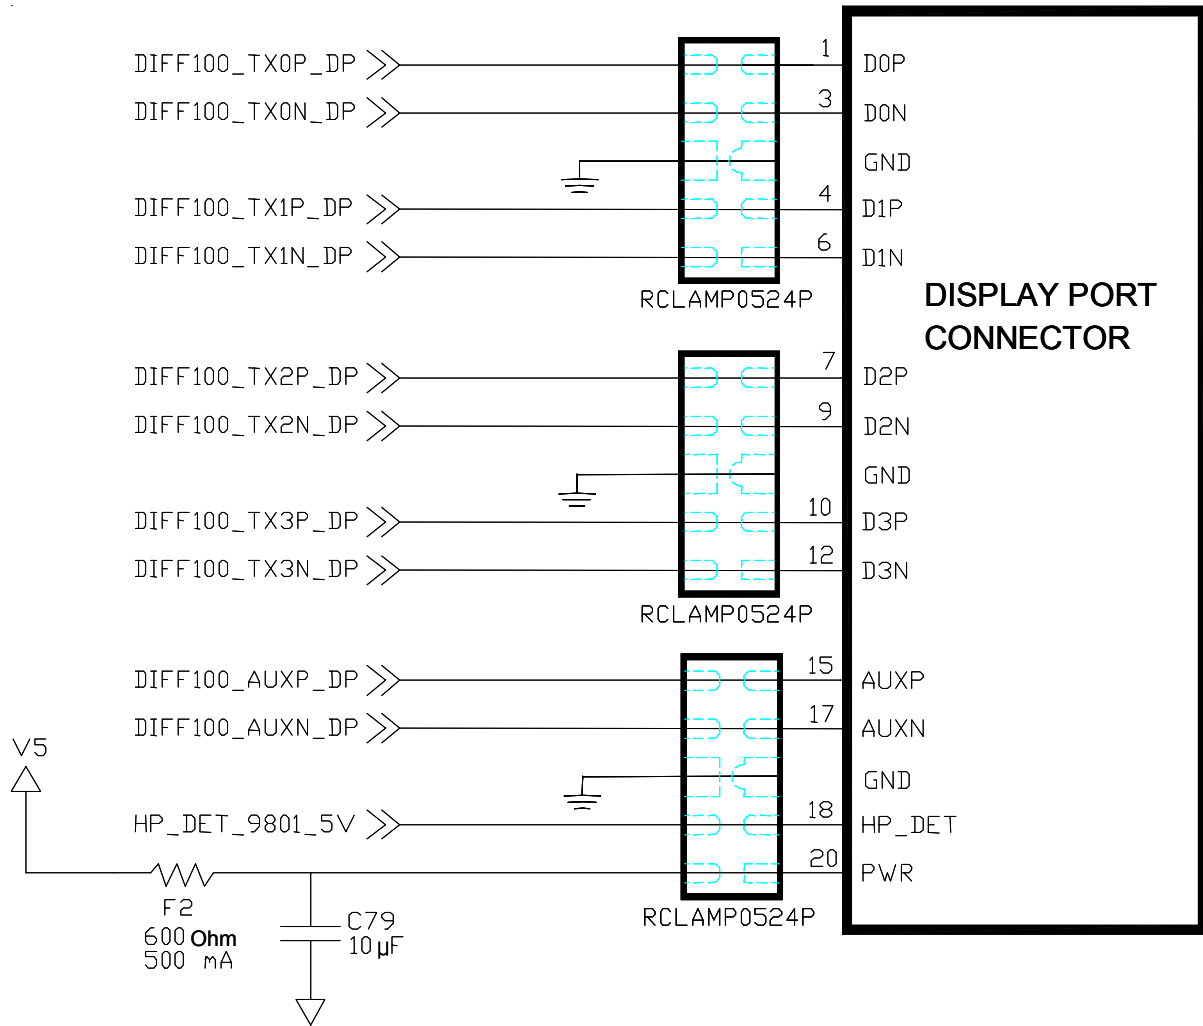 DIFF100_TX0P_DP 1 D0P
DIFF100_TX0N_DP 3 D0N
GND
DIFF100_TX1P_DP 4 D1P
DIFF100_TX1N_DP 6 D1N
RCLAMP0524P
DISPLAY PORT
CONNECTOR
DIFF100_TX2P_DP 7 D2P
DIFF100_TX2N_DP 9 D2N
GND
DIFF100_TX3P_DP 10 D3P
DIFF100_TX3N_DP 12 D3N
RCLAMP0524P
DIFF100_AUXP_DP 15 AUXP
DIFF100_AUXN_DP 17 AUXN
V5
GND
HP_DET_9801_5V 18 HP_DET
20 PWR
F2
600 Ohm
500 mA
C79
10 µF
RCLAMP0524P